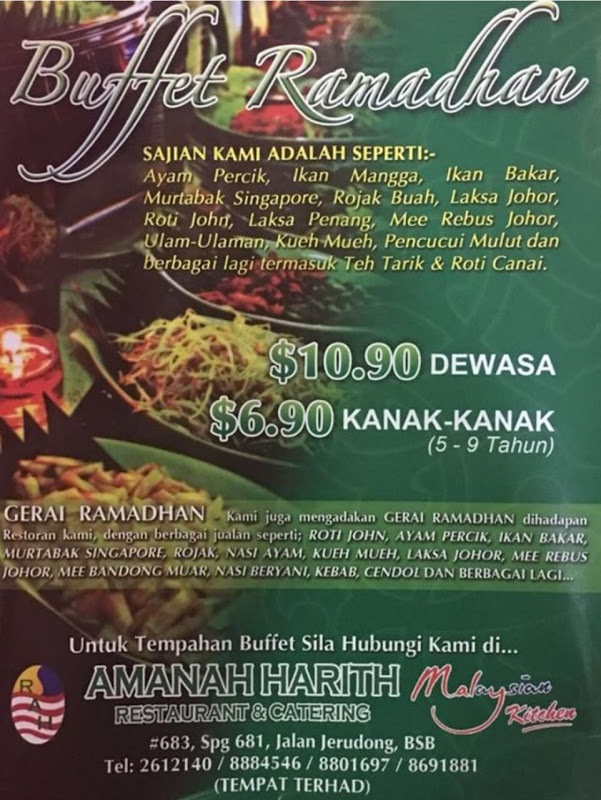 Buffet Ramadhan
SAJIAN KAMI ADALAH SEPERTI:-
Ayam Percik, Ikan Mangga, Ikan Bakar,
Murtabak Singapore, Rojak Buah, Laksa Johor,
Roti John, Laksa Penang, Mee Rebus Johor,
Ulam-Ulaman, Kueh Mueh, Pencucui Mulut dan
berbagai lagi termasuk Teh Tarik & Roti Canai.
$10.90 DEWASA
$6.90 KANAK-KANAK
(5 - 9 Tahun)
GERAI RAMADHAN - Kami juga mengadakan GERAI RAMADHAN dihadapan
Restoran kami, dengan berbagai jualan seperti; ROTI JOHN, AYAM PERCIK, IKAN BAKAR,
MURTABAK SINGAPORE, ROJAK, NASI AYAM, KUEH MUEH, LAKSA JOHOR, MEE REBUS
JOHOR, MEE BANDONG MUAR, NASI BERYANI, KEBAB, CENDOL DAN BERBAGAI LAGI...
Untuk Tempahan Buffet Sila Hubungi Kami di...
RAH
AMANAH HARITH
RESTAURANT & CATERING
Malaysian
Kitchen
#683, Spg 681, Jalan Jerudong, BSB
Tel: 2612140 / 8884546 / 8801697 / 8691881
(TEMPAT TERHAD)